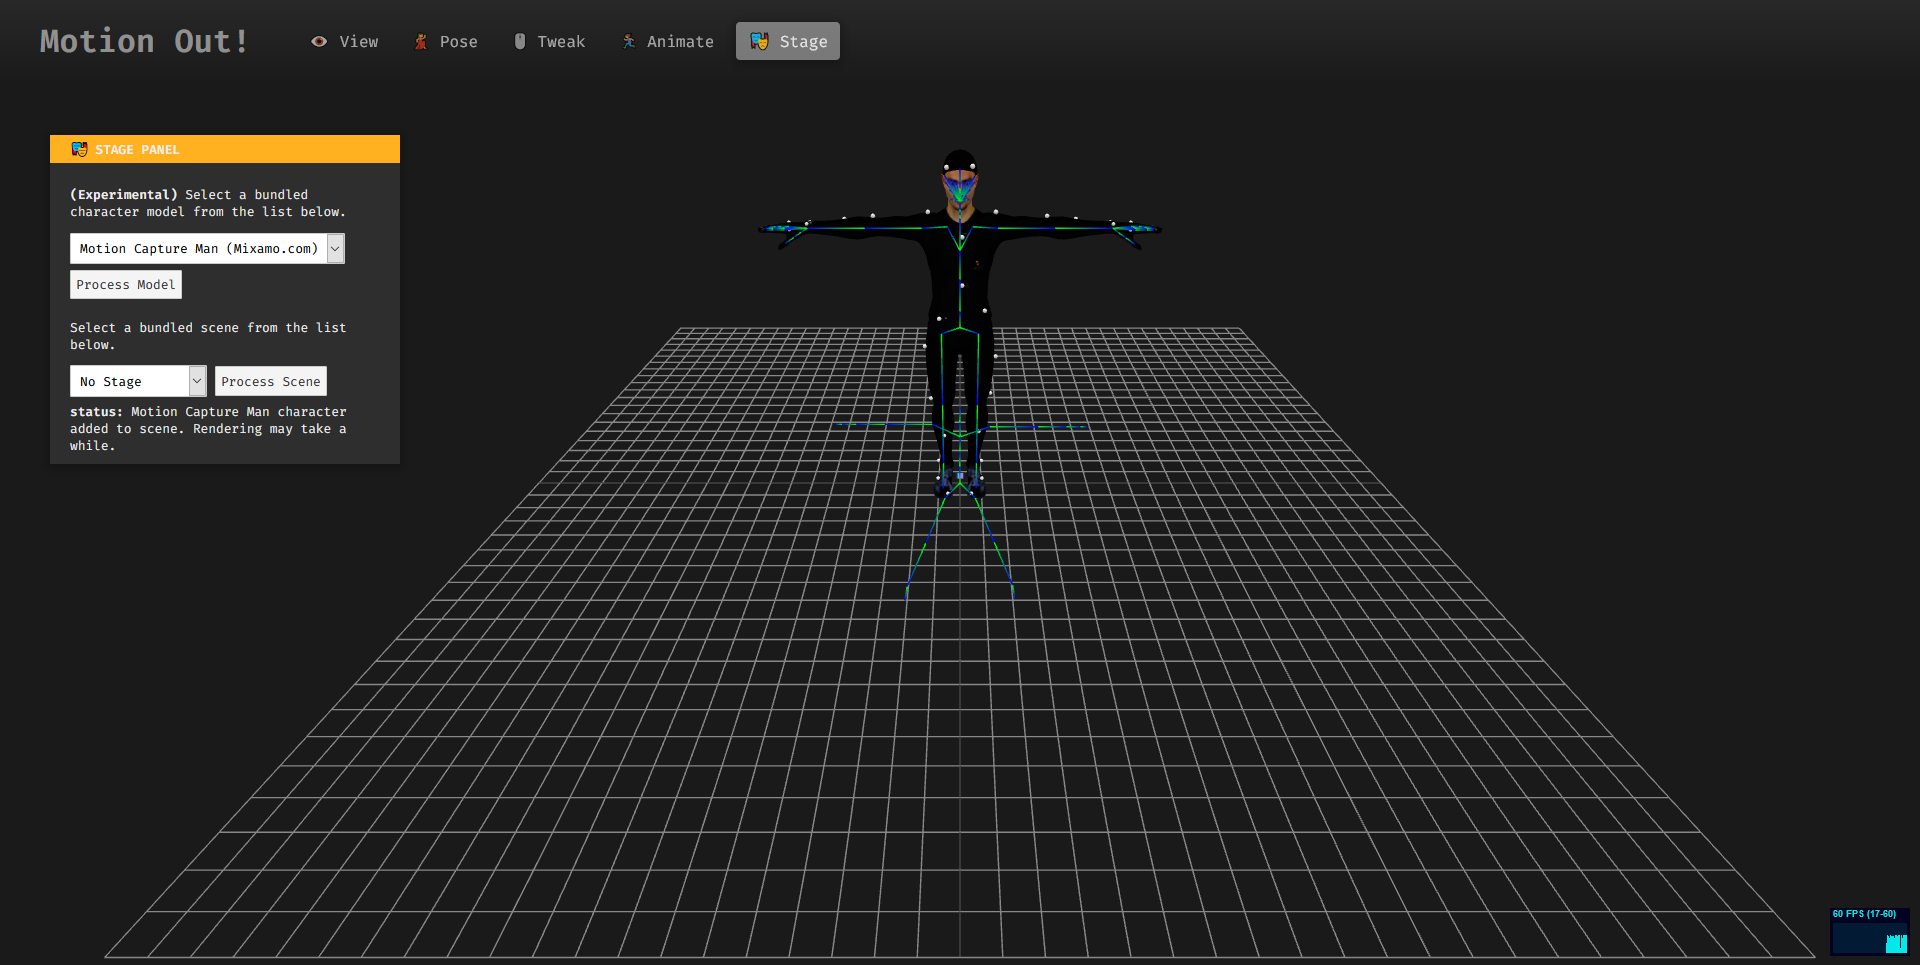 Motion Out!
View
Pose
Tweak
Animate
Stage
STAGE PANEL
(Experimental) Select a bundled
character model from the list below.
Motion Capture Man (Mixamo.com)
Process Model
Select a bundled scene from the list
below.
No Stage
Process Scene
status: Motion Capture Man character
added to scene. Rendering may take a
while.
60 FPS (17-60)